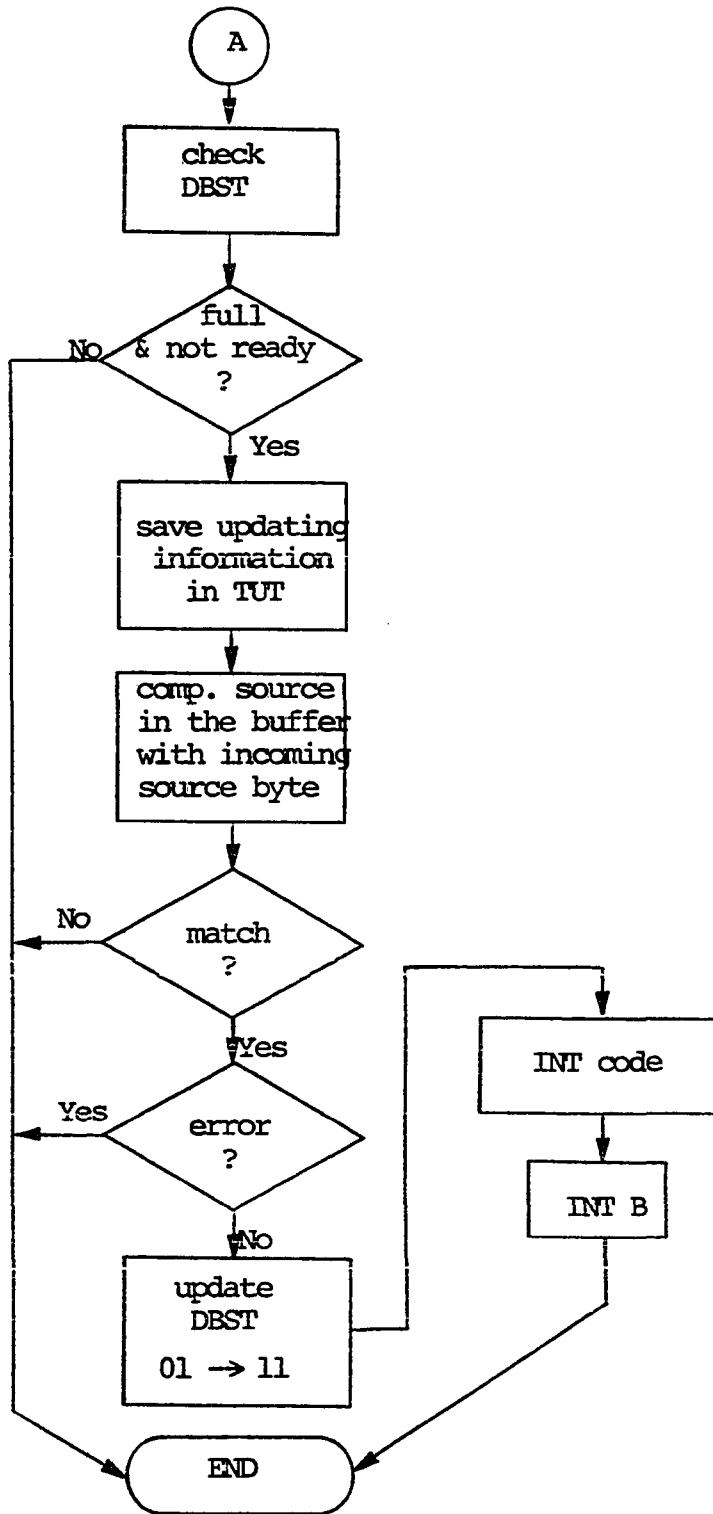 A
check
DBST
full
No & not ready
?
Yes
save updating
information
in TUT
comp. source
in the buffer
with incoming
source byte
No
match
?
Yes
Yes
error
?
No
update
DBST
01 → 11
INT code
INT B
END